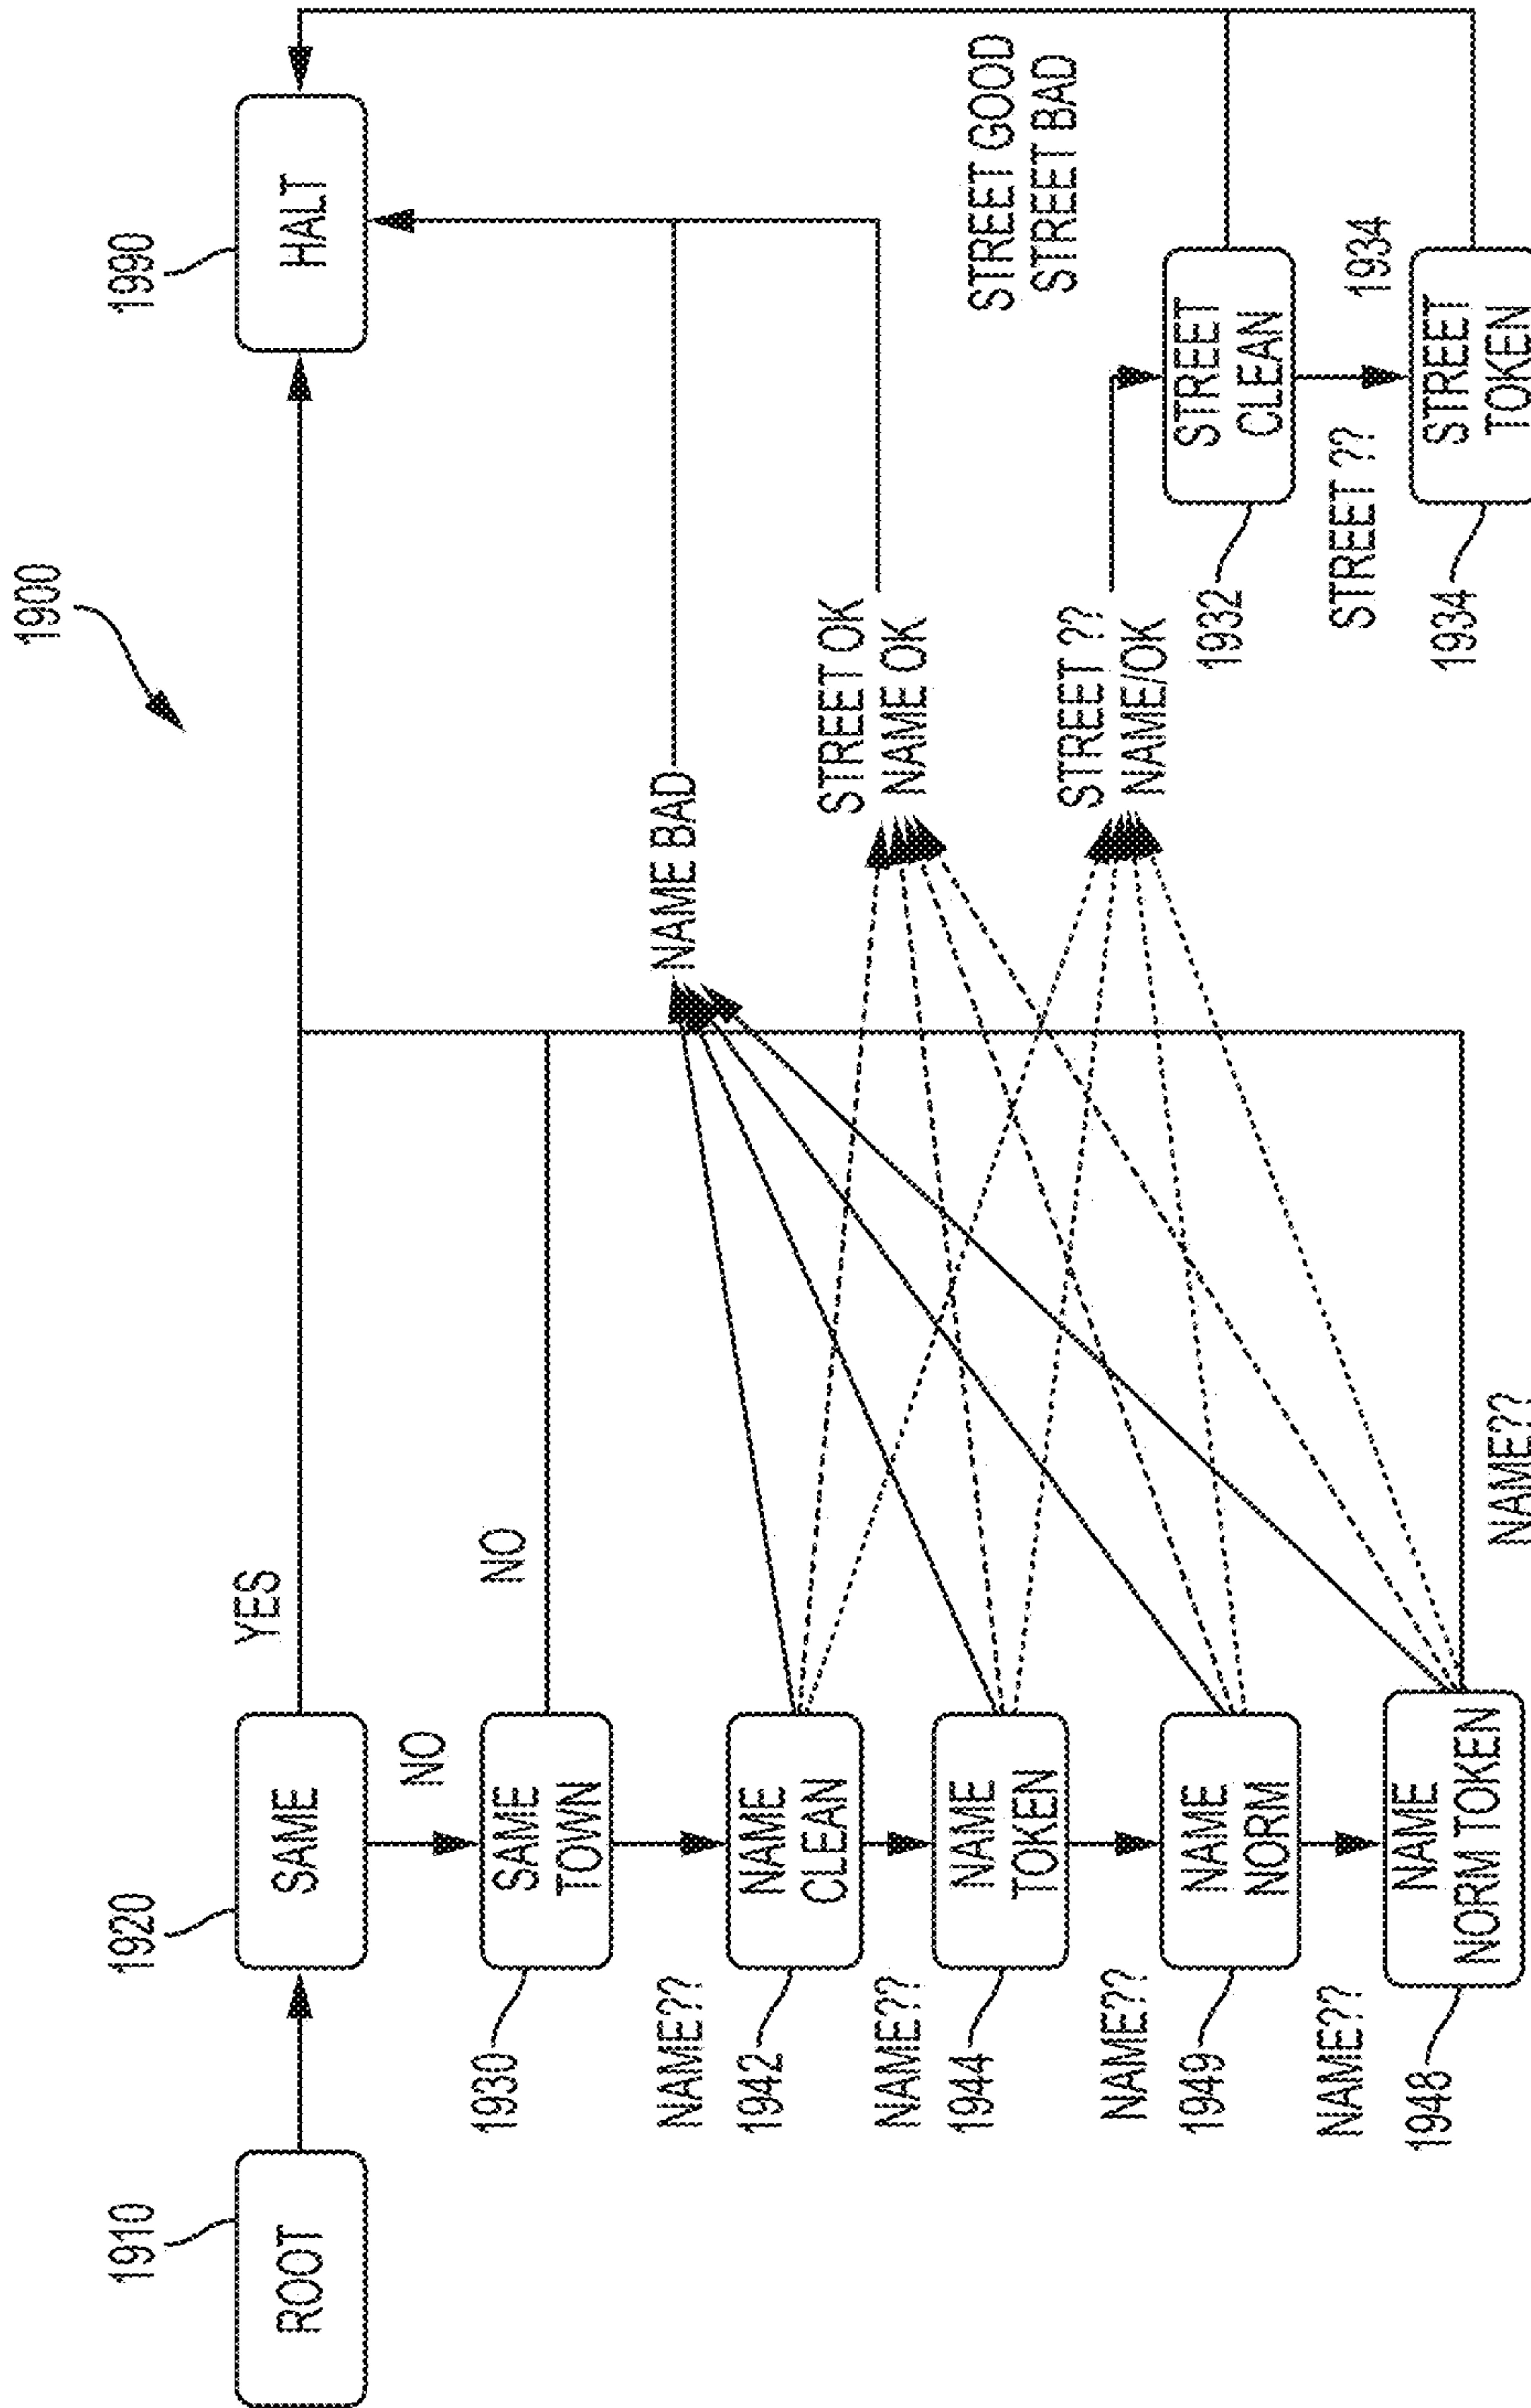 1900
1910
ROOT
1920
SAME
YES
1990
HALT
NO
SAME
TOWN
1930
NO
NAME??
NAME
CLEAN
1942
NAME??
NAME
TOKEN
1944
NAME??
NAME
NORM
1949
NAME??
NAME
NORM TOKEN
1948
NAME??
NAME BAD
STREET OK
NAME OK
STREET ??
NAME/OK
STREET GOOD
STREET BAD
STREET
CLEAN
1932
STREET ??
1934
STREET
TOKEN
1934